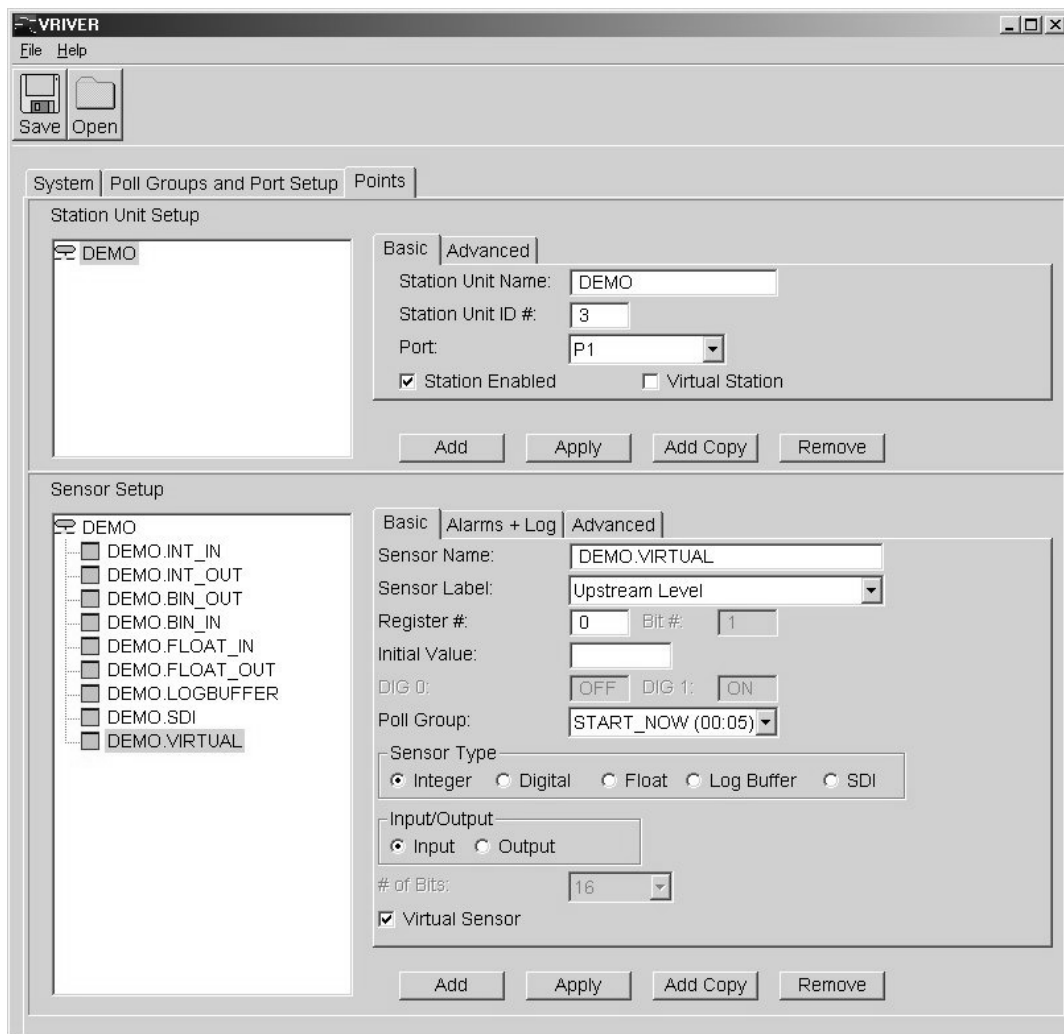 VRIVER
File Help
Save Open
System Poll Groups and Port Setup Points
Station Unit Setup
DEMO
Basic Advanced
Station Unit Name: DEMO
Station Unit ID #: 3
Port: P1
Station Enabled Virtual Station
Add Apply Add Copy Remove
Sensor Setup
DEMO
DEMO.INT_IN
DEMO.INT_OUT
DEMO.BIN_OUT
DEMO.BIN_IN
DEMO.FLOAT_IN
DEMO.FLOAT_OUT
DEMO.LOGBUFFER
DEMO.SDI
DEMO.VIRTUAL
Basic Alarms + Log Advanced
Sensor Name: DEMO.VIRTUAL
Sensor Label: Upstream Level
Register #: 0 Bit #: 1
Initial Value:
DIG 0: OFF DIG 1: ON
Poll Group: START_NOW (00:05)
Sensor Type
Integer Digital Float Log Buffer SDI
Input/Output
Input Output
# of Bits: 16
Virtual Sensor
Add Apply Add Copy Remove